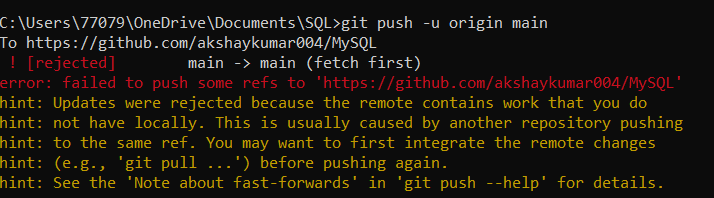 C:\Users\77079\OneDrive\Documents\SQL>git push -u origin main
To https://github.com/akshaykumar004/MySQL
 ! [rejected]        main -> main (fetch first)
error: failed to push some refs to 'https://github.com/akshaykumar004/MySQL'
hint: Updates were rejected because the remote contains work that you do
hint: not have locally. This is usually caused by another repository pushing
hint: to the same ref. You may want to first integrate the remote changes
hint: (e.g., 'git pull ...') before pushing again.
hint: See the 'Note about fast-forwards' in 'git push --help' for details.